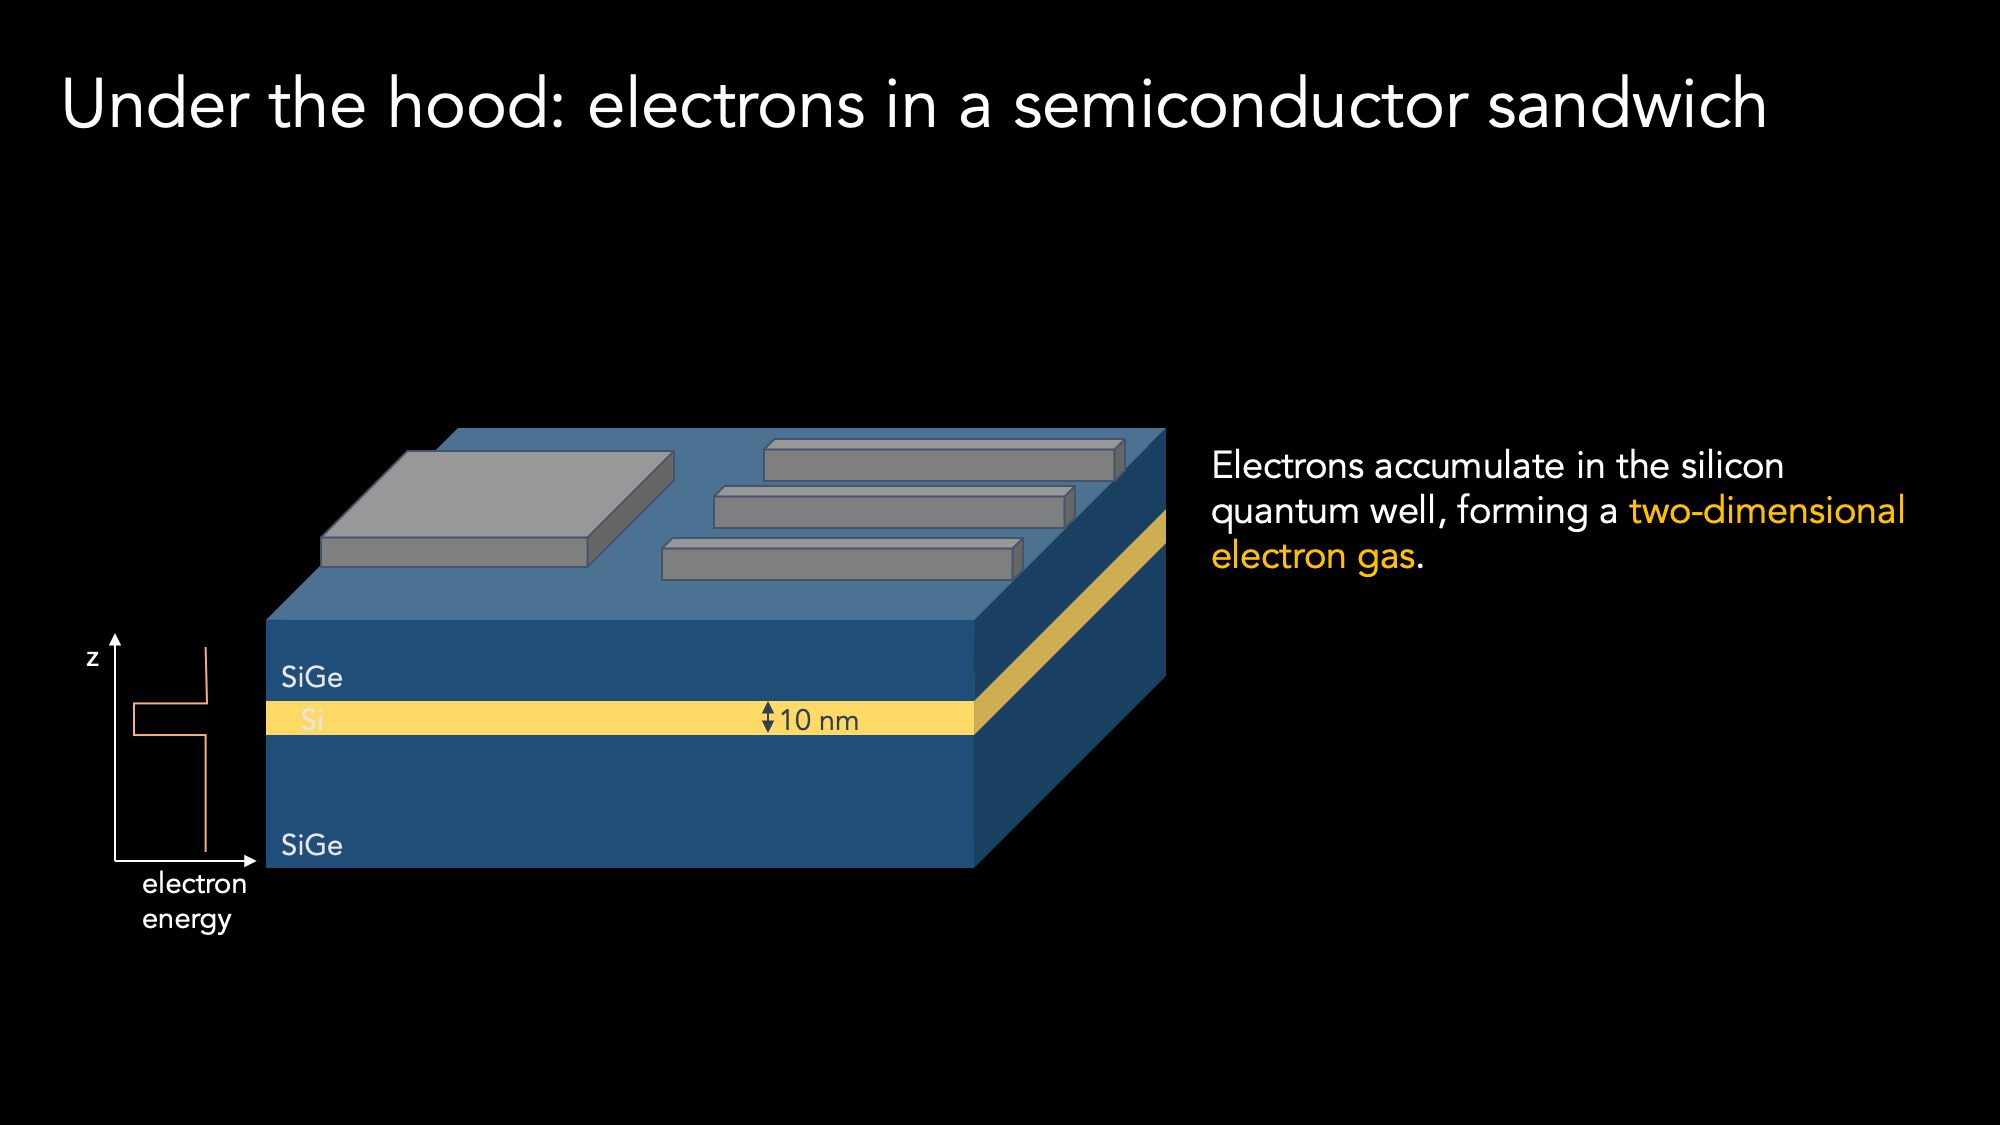 Under the hood: electrons in a semiconductor sandwich
Electrons accumulate in the silicon
quantum well, forming a two-dimensional
electron gas.
z
SiGe
Si
10 nm
SiGe
electron
energy